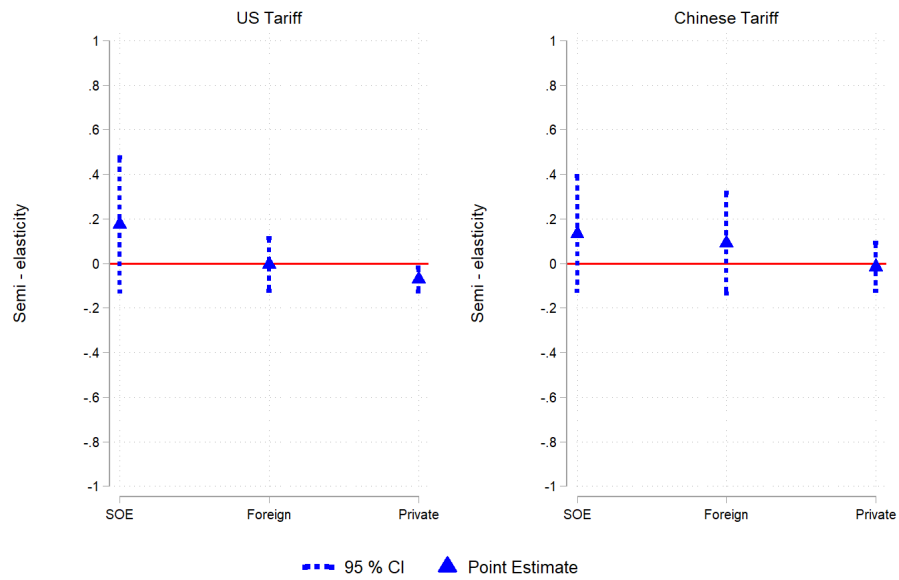 US Tariff
Chinese Tariff
Semi - elasticity
1
.8
.6
.4
.2
0
-.2
-.4
-.6
-.8
-1
SOE
Foreign
Private
Semi - elasticity
1
.8
.6
.4
.2
0
-.2
-.4
-.6
-.8
-1
SOE
Foreign
Private
95 % CI
Point Estimate